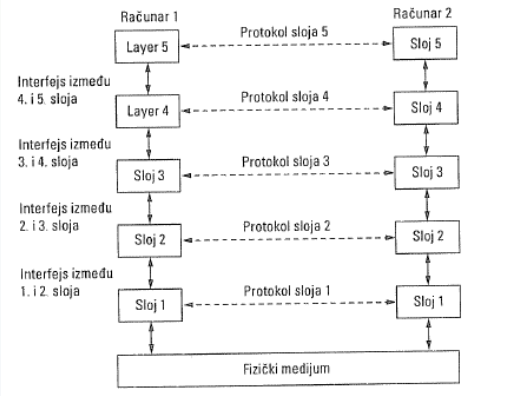 Računar 1
Računar 2
Layer 5
Protokol sloja 5
Sloj 5
Interfejs između
4. i 5. sloja
Layer 4
Protokol sloja 4
Sloj 4
Interfejs između
3. i 4. sloja
Sloj 3
Protokol sloja 3
Sloj 3
Interfejs između
2. i 3. sloja
Sloj 2
Protokol sloja 2
Sloj 2
Interfejs između
1. i 2. sloja
Sloj 1
Protokol sloja 1
Sloj 1
Fizički medijum